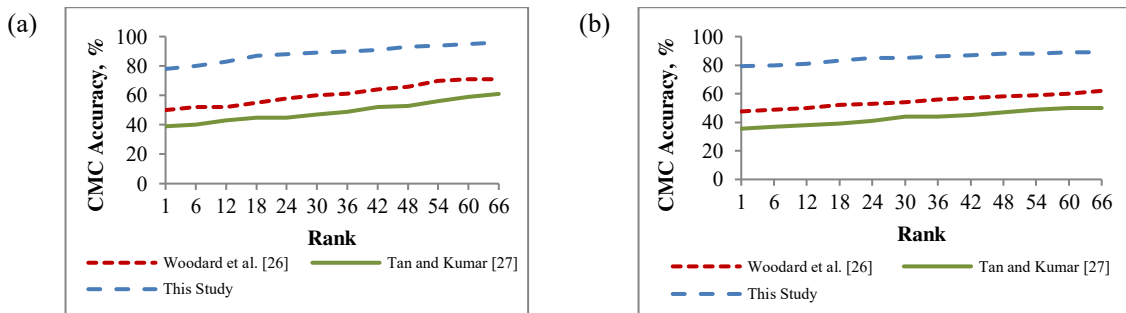 (a)
CMC Accuracy, %
100
80
60
40
20
0
1 6 12 18 24 30 36 42 48 54 60 66
Rank
Woodard et al. [26] Tan and Kumar [27]
This Study
(b)
CMC Accuracy, %
100
80
60
40
20
0
1 6 12 18 24 30 36 42 48 54 60 66
Rank
Woodard et al. [26] Tan and Kumar [27]
This Study